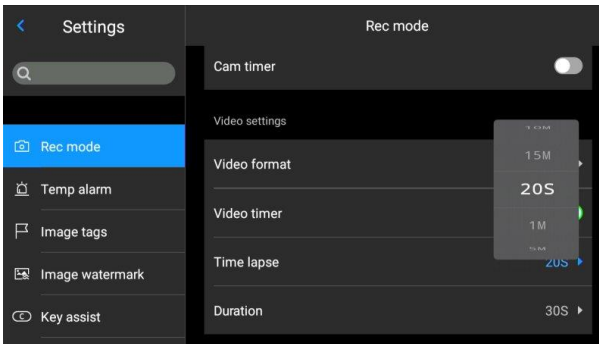 Settings
Rec mode
Cam timer
Rec mode
Temp alarm
Image tags
Image watermark
Key assist
Video settings
Video format
Video timer
Time lapse
20S
Duration
30S
15M
20S
1M